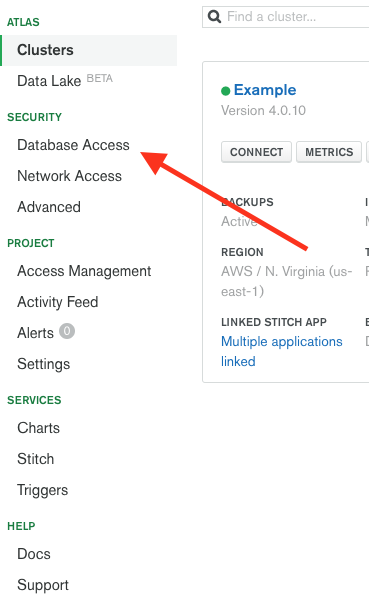 ATLAS
Clusters
Data Lake BETA
SECURITY
Database Access
Network Access
Advanced
PROJECT
Access Management
Activity Feed
Alerts 0
Settings
SERVICES
Charts
Stitch
Triggers
HELP
Docs
Support
Find a cluster...
Example
Version 4.0.10
CONNECT METRICS
BACKUPS
Active
REGION
AWS / N. Virginia (us-
east-1)
LINKED STITCH APP
Multiple applications
linked